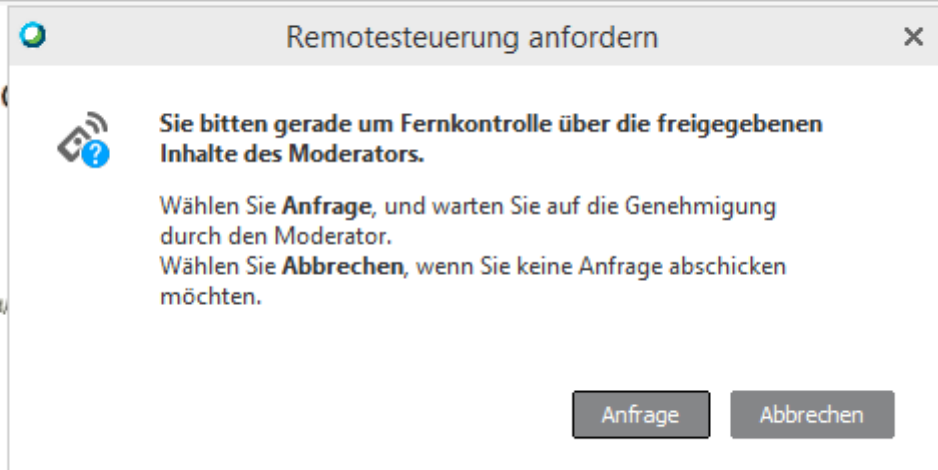 Remotesteuerung anfordern
Sie bitten gerade um Fernkontrolle über die freigegebenen
Inhalte des Moderators.
Wählen Sie Anfrage, und warten Sie auf die Genehmigung
durch den Moderator.
Wählen Sie Abbrechen, wenn Sie keine Anfrage abschicken
möchten.
Anfrage
Abbrechen